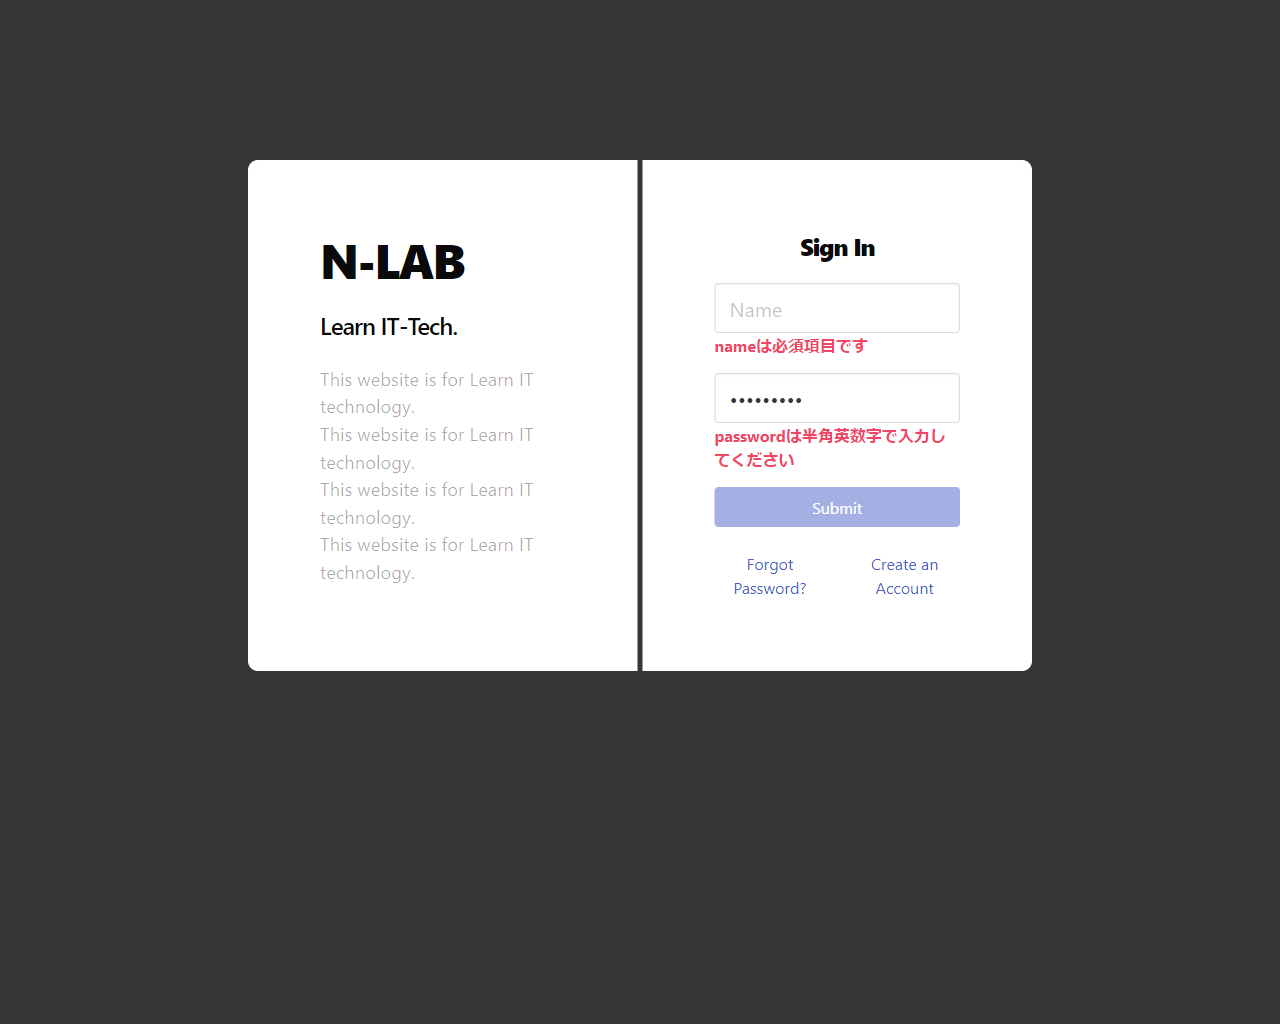 N-LAB
Learn IT-Tech.
This website is for Learn IT
technology.
This website is for Learn IT
technology.
This website is for Learn IT
technology.
This website is for Learn IT
technology.
Sign In
Name
nameは必須項目です
•••••••••
passwordは半角英数字で入力し
てください
Submit
Forgot
Password?
Create an
Account